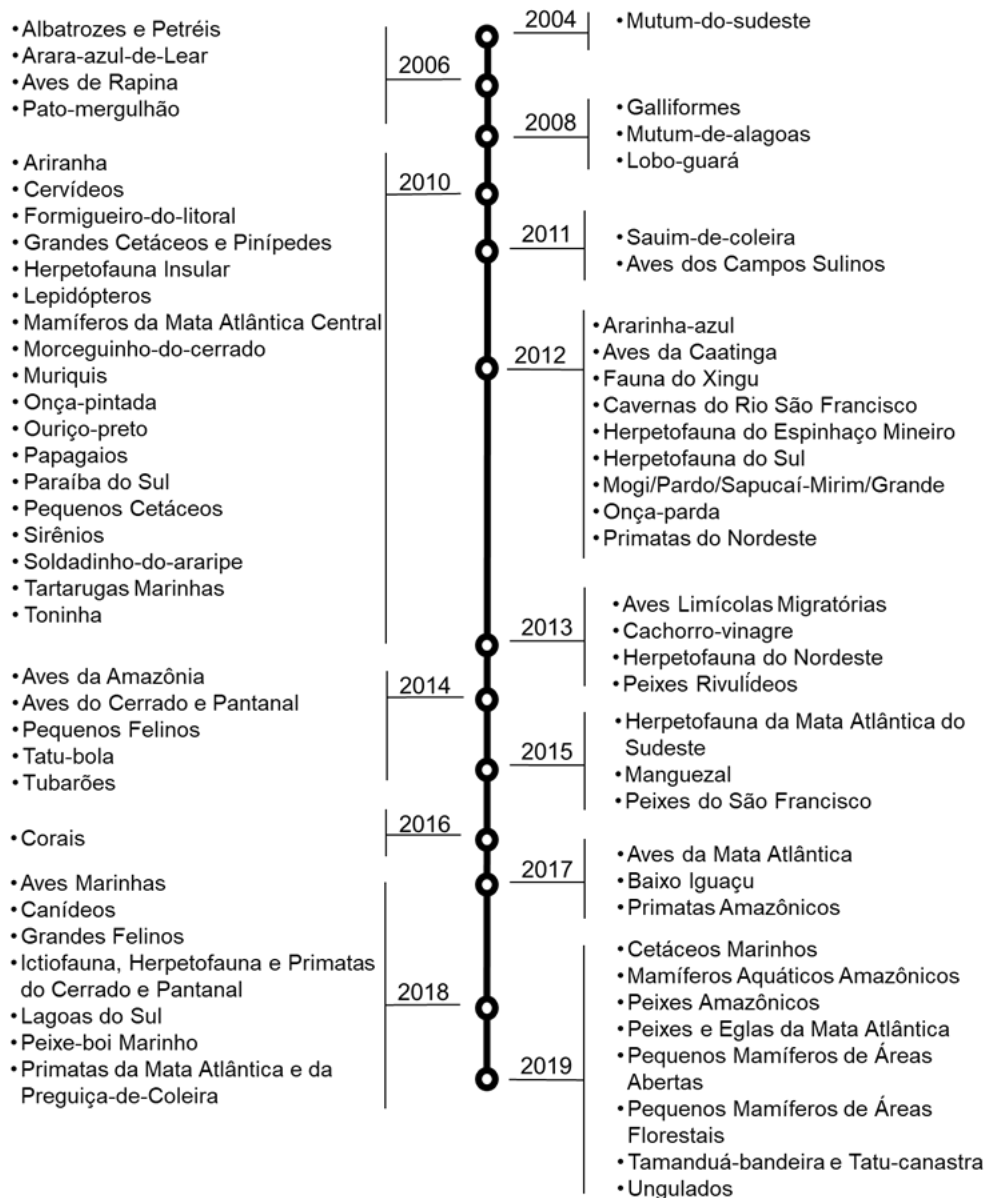 2004
• Mutum-do-sudeste
• Albatrozes e Petréis
• Arara-azul-de-Lear
• Aves de Rapina
• Pato-mergulhão
2006
2008
• Galliformes
• Mutum-de-alagoas
• Lobo-guará
• Ariranha
• Cervídeos
• Formigueiro-do-litoral
• Grandes Cetáceos e Pinípedes
• Herpetofauna Insular
• Lepidópteros
• Mamíferos da Mata Atlântica Central
• Morceguinho-do-cerrado
• Muriquis
• Onça-pintada
• Ouriço-preto
• Papagaios
• Paraíba do Sul
• Pequenos Cetáceos
• Sirênios
• Soldadinho-do-araripe
• Tartarugas Marinhas
• Toninha
2010
2011
• Sauim-de-coleira
• Aves dos Campos Sulinos
2012
• Ararinha-azul
• Aves da Caatinga
• Fauna do Xingu
• Cavernas do Rio São Francisco
• Herpetofauna do Espinhaço Mineiro
• Herpetofauna do Sul
• Mogi/Pardo/Sapucaí-Mirim/Grande
• Onça-parda
• Primatas do Nordeste
2013
• Aves Limícolas Migratórias
• Cachorro-vinagre
• Herpetofauna do Nordeste
• Peixes Rivulídeos
• Aves da Amazônia
• Aves do Cerrado e Pantanal
• Pequenos Felinos
• Tatu-bola
• Tubarões
2014
2015
• Herpetofauna da Mata Atlântica do
Sudeste
• Manguezal
• Peixes do São Francisco
• Corais
2016
2017
• Aves da Mata Atlântica
• Baixo Iguaçu
• Primatas Amazônicos
• Aves Marinhas
• Canídeos
• Grandes Felinos
• Ictiofauna, Herpetofauna e Primatas
do Cerrado e Pantanal
• Lagoas do Sul
• Peixe-boi Marinho
• Primatas da Mata Atlântica e da
Preguiça-de-Coleira
2018
2019
• Cetáceos Marinhos
• Mamíferos Aquáticos Amazônicos
• Peixes Amazônicos
• Peixes e Eglas da Mata Atlântica
• Pequenos Mamíferos de Áreas
Abertas
• Pequenos Mamíferos de Áreas
Florestais
• Tamanduá-bandeira e Tatu-canastra
• Ungulados